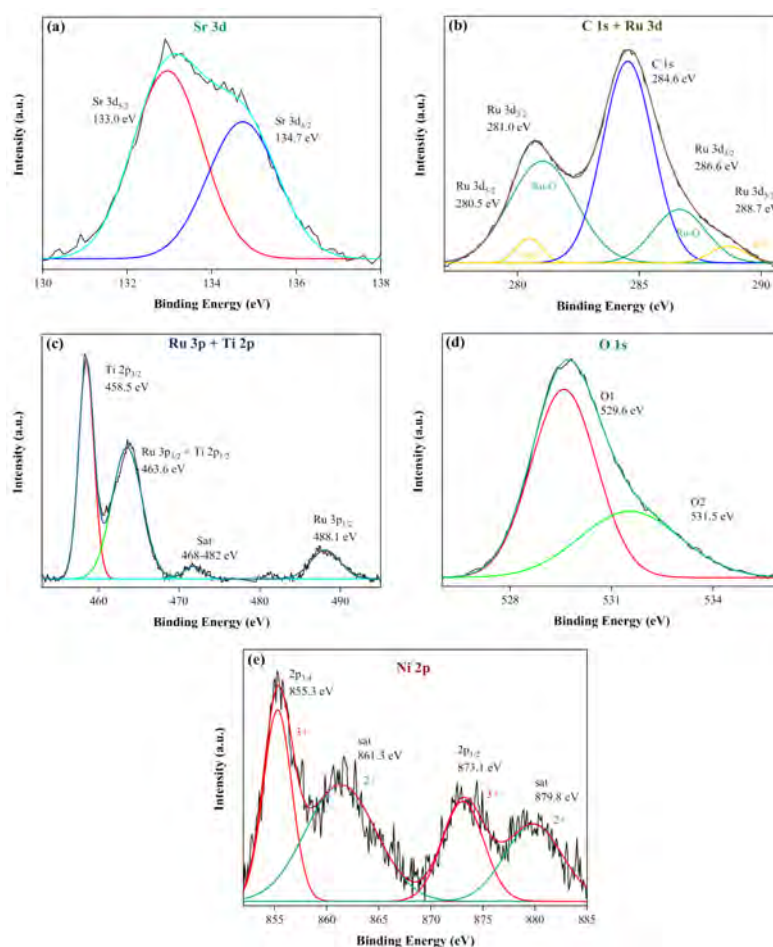 (a)
Sr 3d
Sr 3d5/2
133.0 eV
Sr 3d3/2
134.7 eV
Intensity (a.u.)
130 132 134 136 138
Binding Energy (eV)
(b)
C 1s + Ru 3d
C 1s
284.6 eV
Ru 3d5/2
281.0 eV
Ru 3d5/2
280.5 eV
Ru 3d3/2
286.6 eV
Ru 3d3/2
288.7 eV
Ru-O
Ru-O
Intensity (a.u.)
280 285 290
Binding Energy (eV)
(c)
Ru 3p + Ti 2p
Ti 2p3/2
458.5 eV
Ru 3p3/2 + Ti 2p1/2
463.6 eV
Sat
468-482 eV
Ru 3p1/2
488.1 eV
Intensity (a.u.)
460 470 480 490
Binding Energy (eV)
(d)
O 1s
O1
529.6 eV
O2
531.5 eV
Intensity (a.u.)
528 531 534
Binding Energy (eV)
(e)
Ni 2p
2p3/4
855.3 eV
3+
sat
861.3 eV
2p1/2
873.1 eV
3+
sat
879.8 eV
2+
Intensity (a.u.)
855 860 865 870 875 880 885
Binding Energy (eV)